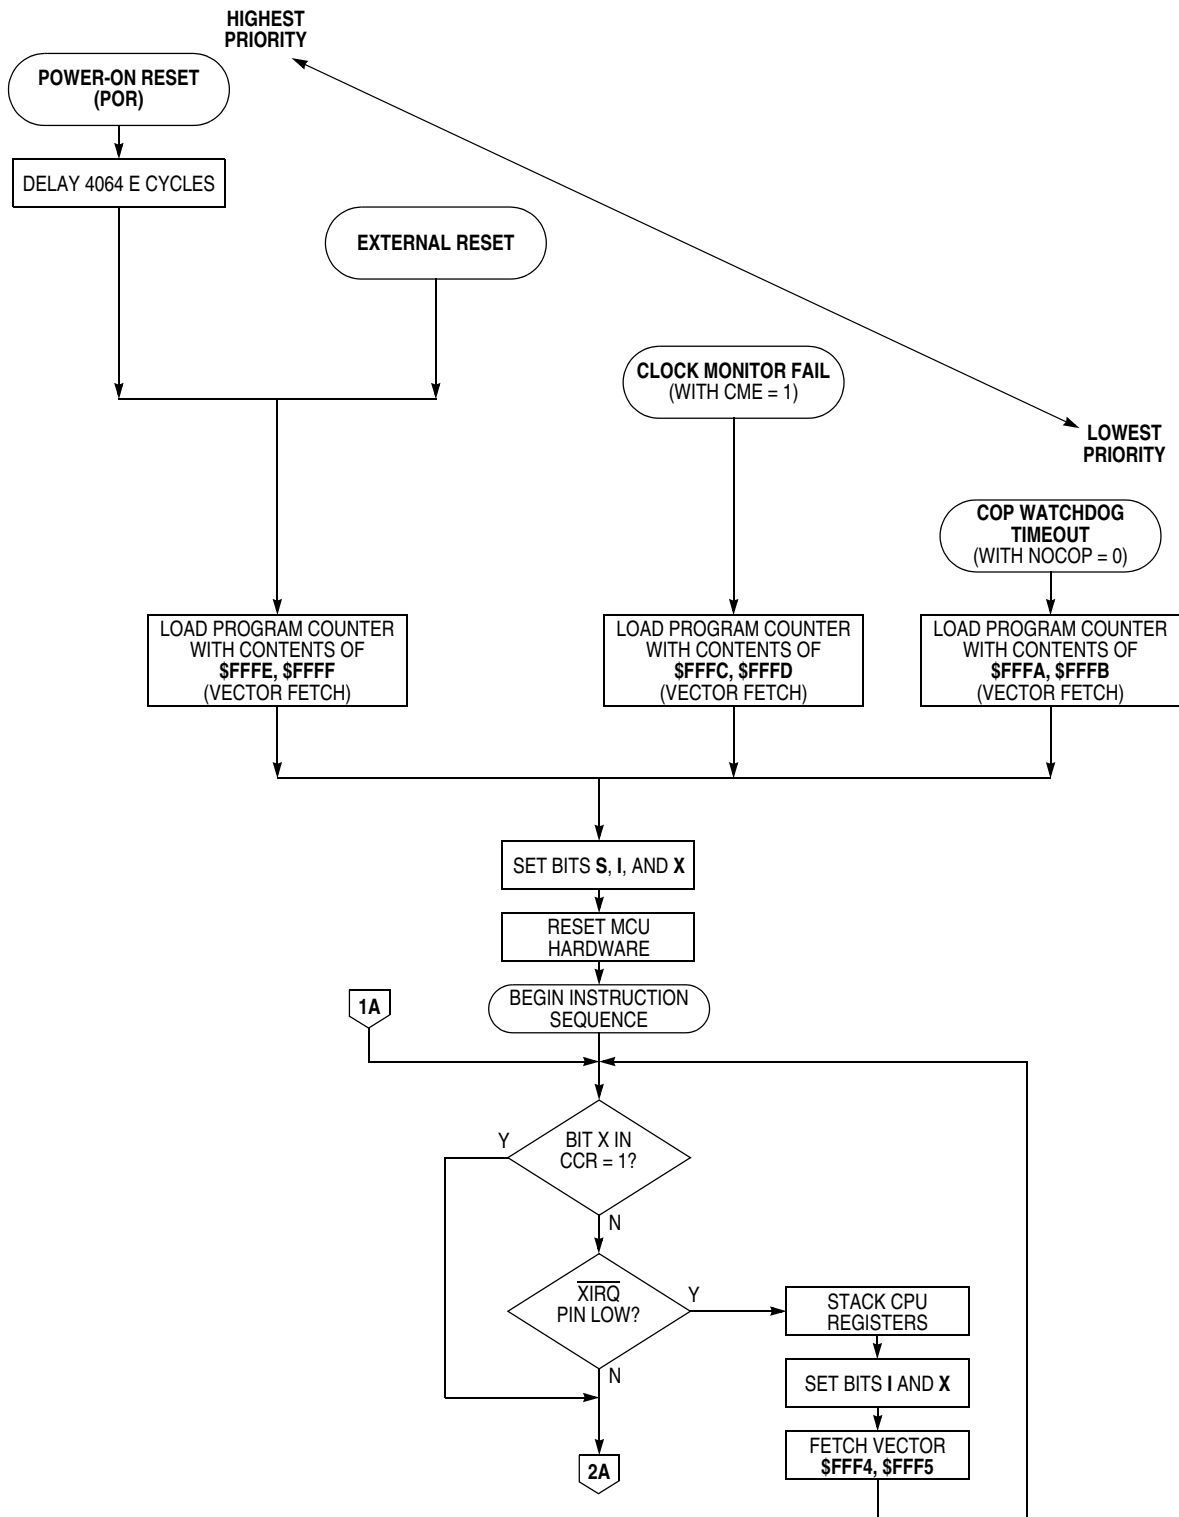 HIGHEST
PRIORITY
POWER-ON RESET
(POR)
DELAY 4064 E CYCLES
EXTERNAL RESET
CLOCK MONITOR FAIL
(WITH CME = 1)
LOWEST
PRIORITY
COP WATCHDOG
TIMEOUT
(WITH NOCOP = 0)
LOAD PROGRAM COUNTER
WITH CONTENTS OF
$FFFE, $FFFF
(VECTOR FETCH)
LOAD PROGRAM COUNTER
WITH CONTENTS OF
$FFFC, $FFFD
(VECTOR FETCH)
LOAD PROGRAM COUNTER
WITH CONTENTS OF
$FFFA, $FFFB
(VECTOR FETCH)
SET BITS S, I, AND X
RESET MCU
HARDWARE
BEGIN INSTRUCTION
SEQUENCE
1A
BIT X IN
CCR = 1?
Y
N
XIRQ
PIN LOW?
Y
N
STACK CPU
REGISTERS
SET BITS I AND X
FETCH VECTOR
$FFF4, $FFF5
2A